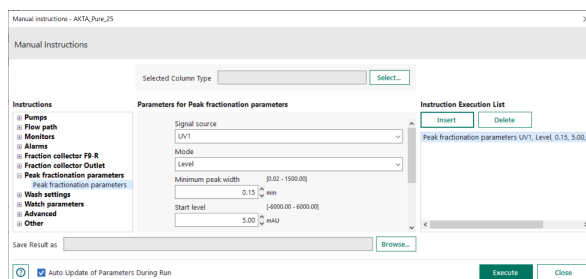 Manual instructions - AKTA_Pure_25
Manual Instructions
Selected Column Type Select...
Instructions
Pumps
Flow path
Monitors
Alarms
Fraction collector F9-R
Fraction collector Outlet
Peak fractionation parameters
Peak fractionation parameters
Wash settings
Watch parameters
Advanced
Other
Parameters for Peak fractionation parameters
Signal source
UV1
Mode
Level
Minimum peak width [0.02 - 1500.00]
0.15 min
Start level [-6000.00 - 6000.00]
5.00 mAU
Instruction Execution List
Insert Delete
Peak fractionation parameters UV1, Level, 0.15, 5.00,
Save Result as Browse...
? Auto Update of Parameters During Run Execute Close